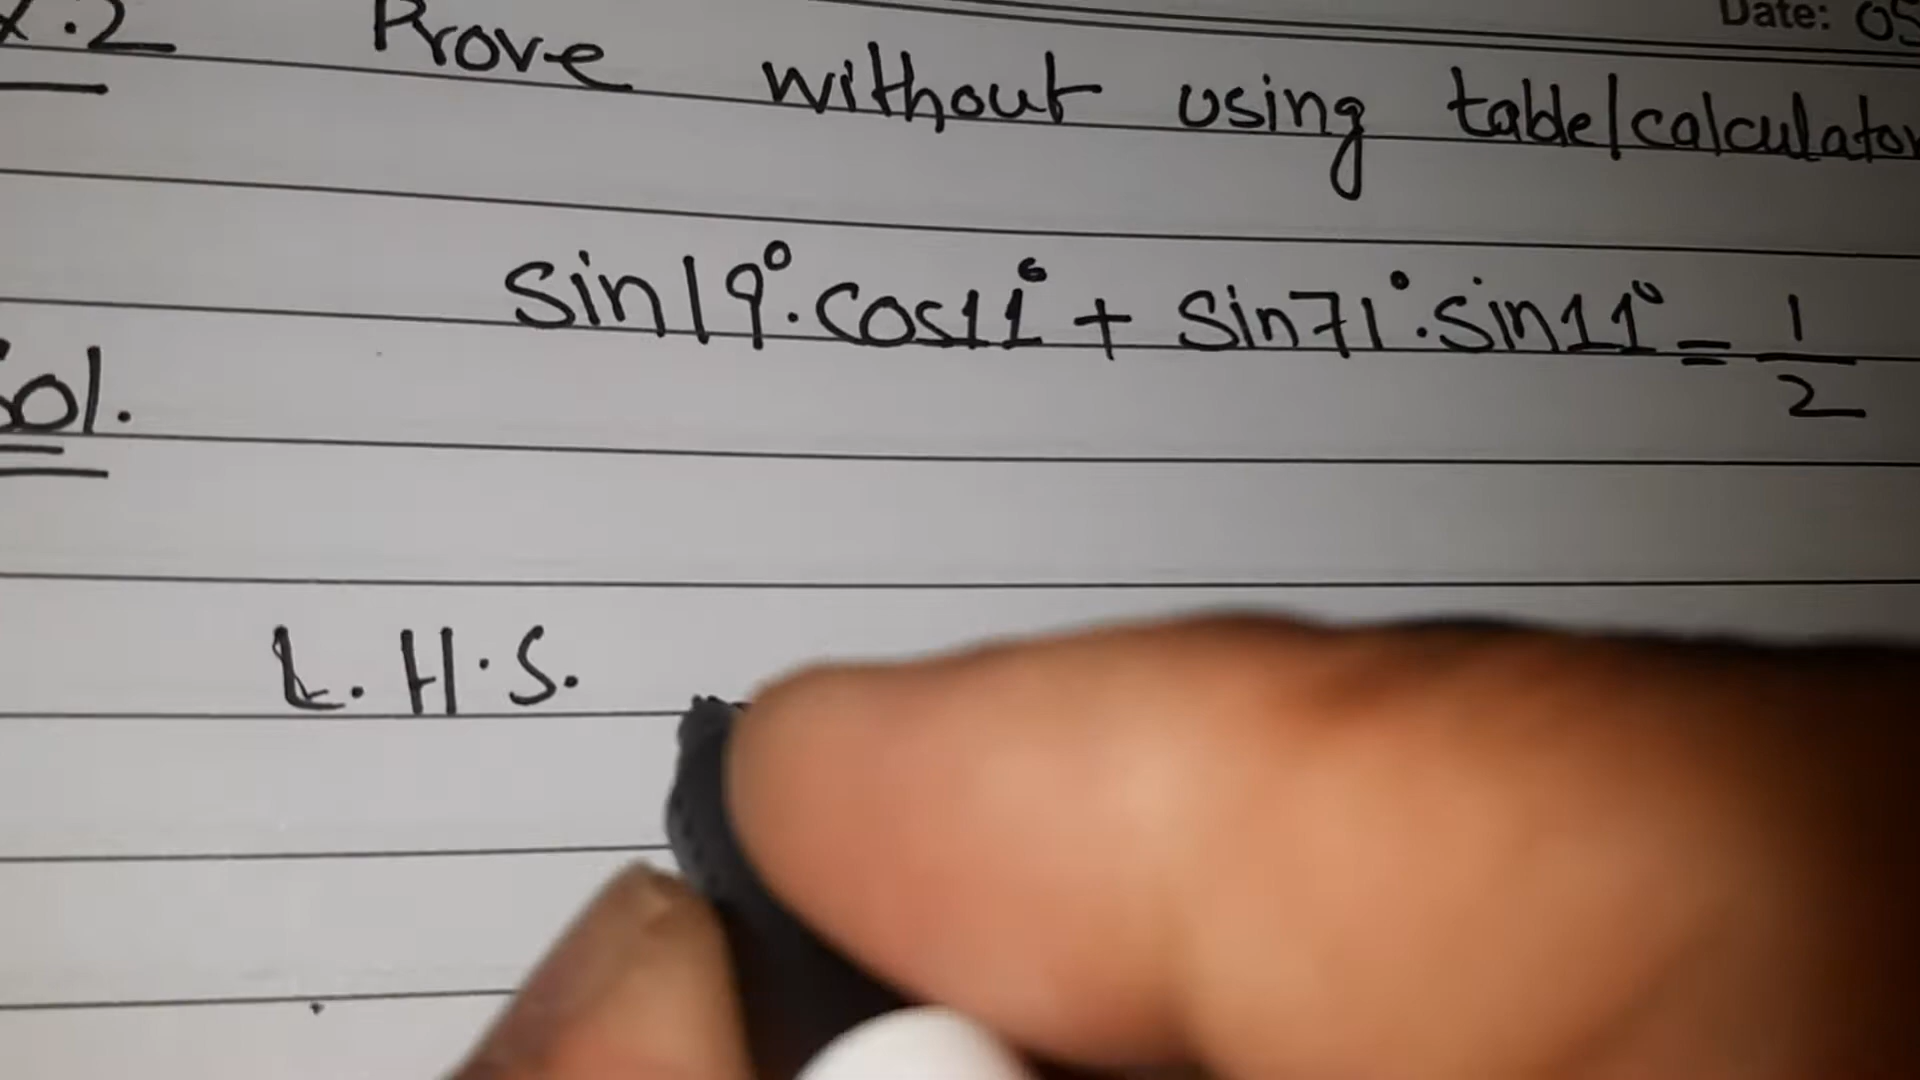 Date: 05
x.2 Prove without using table/calculator
sin19°.cos11° + sin71°.sin11° = 1/2
Sol.
L.H.S.